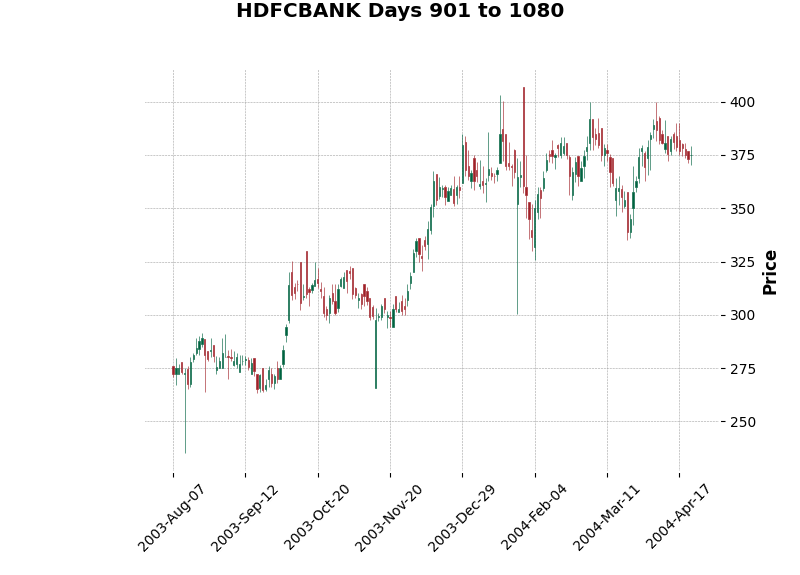 HDFCBANK Days 901 to 1080
400
375
350
325
300
275
250
Price
2003-Aug-07
2003-Sep-12
2003-Oct-20
2003-Nov-20
2003-Dec-29
2004-Feb-04
2004-Mar-11
2004-Apr-17